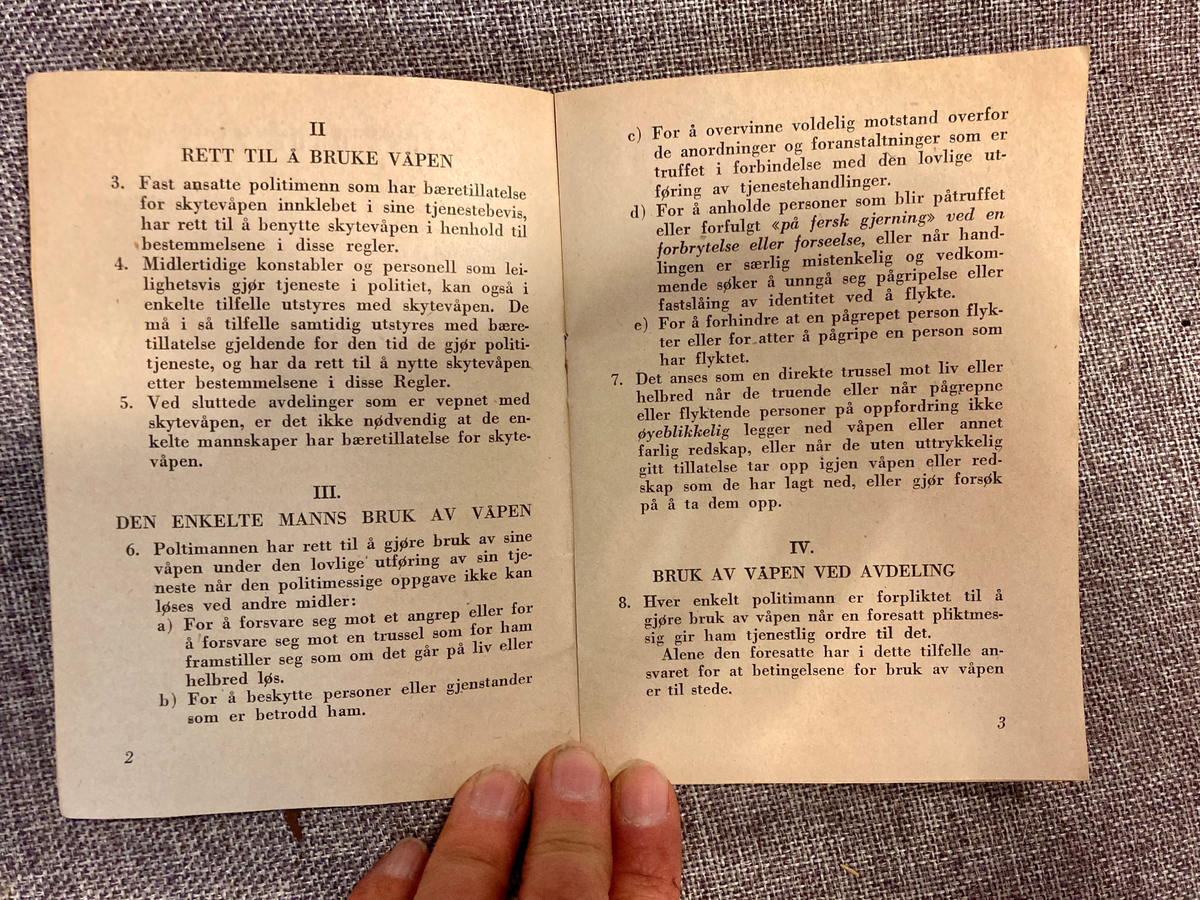 II
RETT TIL Å BRUKE VÅPEN
3. Fast ansatte politimenn som har bæretillatelse
for skytevåpen innklebet i sine tjenestebevis,
har rett til å benytte skytevåpen i henhold til
bestemmelsene i disse regler.
4. Midlertidige konstabler og personell som lei-
lighetsvis gjør tjeneste i politiet, kan også i
enkelte tilfelle utstyres med skytevåpen. De
må i så tilfelle samtidig utstyres med bære-
tillatelse gjeldende for den tid de gjør politi-
tjeneste, og har da rett til å nytte skytevåpen
etter bestemmelsene i disse Regler.
5. Ved sluttede avdelinger som er vepnet med
skytevåpen, er det ikke nødvendig at de en-
kelte mannskaper har bæretillatelse for skyte-
våpen.
III.
DEN ENKELTE MANNS BRUK AV VÅPEN
6. Poltimannen har rett til å gjøre bruk av sine
våpen under den lovlige utføring av sin tje-
neste når den politimessige oppgave ikke kan
løses ved andre midler:
a) For å forsvare seg mot et angrep eller for
å forsvare seg mot en trussel som for ham
framstiller seg som om det går på liv eller
helbred løs.
b) For å beskytte personer eller gjenstander
som er betrodd ham.
2
c) For å overvinne voldelig motstand overfor
de anordninger og foranstaltninger som er
truffet i forbindelse med den lovlige ut-
føring av tjenestehandlinger.
d) For å anholde personer som blir påtruffet
eller forfulgt «på fersk gjerning» ved en
forbrytelse eller forseelse, eller når hand-
lingen er særlig mistenkelig og vedkom-
mende søker å unngå seg pågripelse eller
fastslåing av identitet ved å flykte.
e) For å forhindre at en pågrepet person flyk-
ter eller for atter å pågripe en person som
har flyktet.
7. Det anses som en direkte trussel mot liv eller
helbred når de truende eller når pågrepne
eller flyktende personer på oppfordring ikke
øyeblikkelig legger ned våpen eller annet
farlig redskap, eller når de uten uttrykkelig
gitt tillatelse tar opp igjen våpen eller red-
skap som de har lagt ned, eller gjør forsøk
på å ta dem opp.
IV.
BRUK AV VÅPEN VED AVDELING
8. Hver enkelt politimann er forpliktet til å
gjøre bruk av våpen når en foresatt pliktmes-
sig gir ham tjenestlig ordre til det.
Alene den foresatte har i dette tilfelle an-
svaret for at betingelsene for bruk av våpen
er til stede.
3